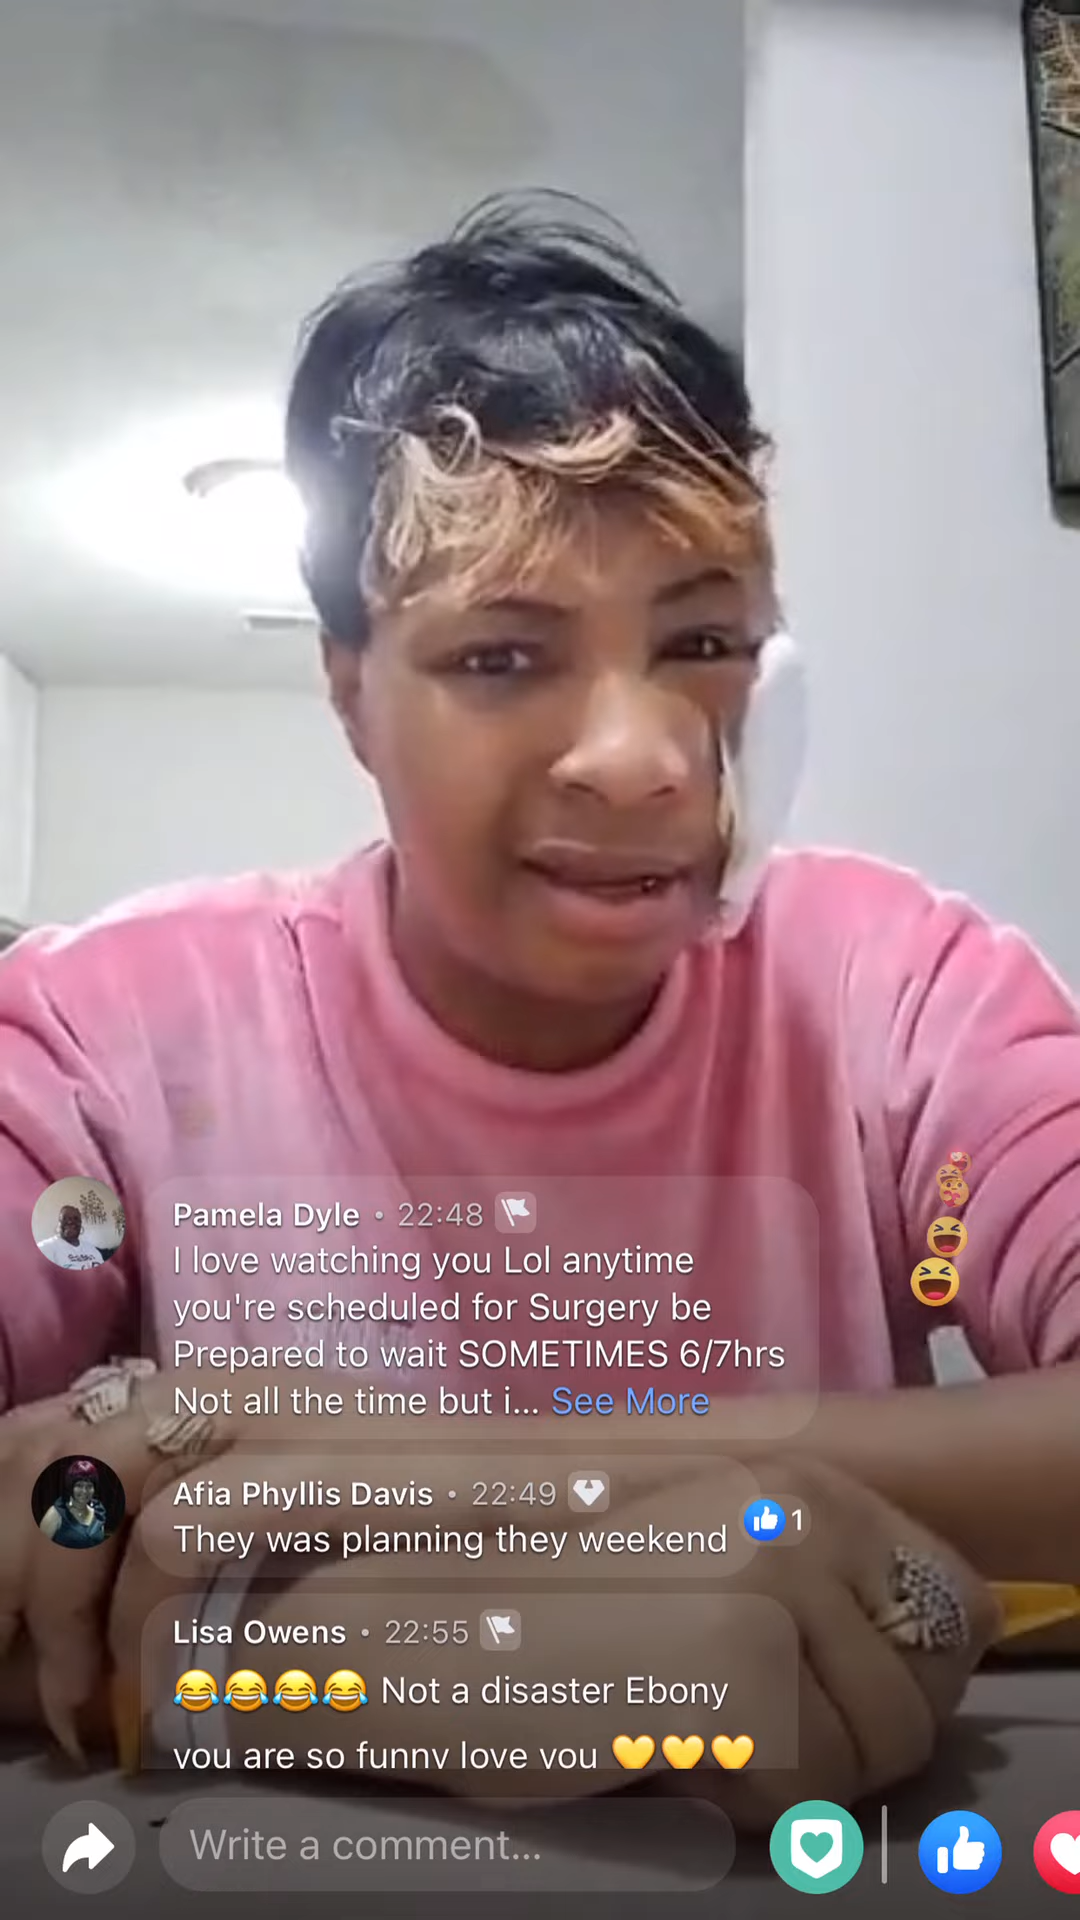 Pamela Dyle • 22:48
I love watching you Lol anytime
you're scheduled for Surgery be
Prepared to wait SOMETIMES 6/7hrs
Not all the time but i... See More
Afia Phyllis Davis • 22:49
They was planning they weekend
1
Lisa Owens • 22:55
😂😂😂😂 Not a disaster Ebony
you are so funny love you 💛💛💛
Write a comment...